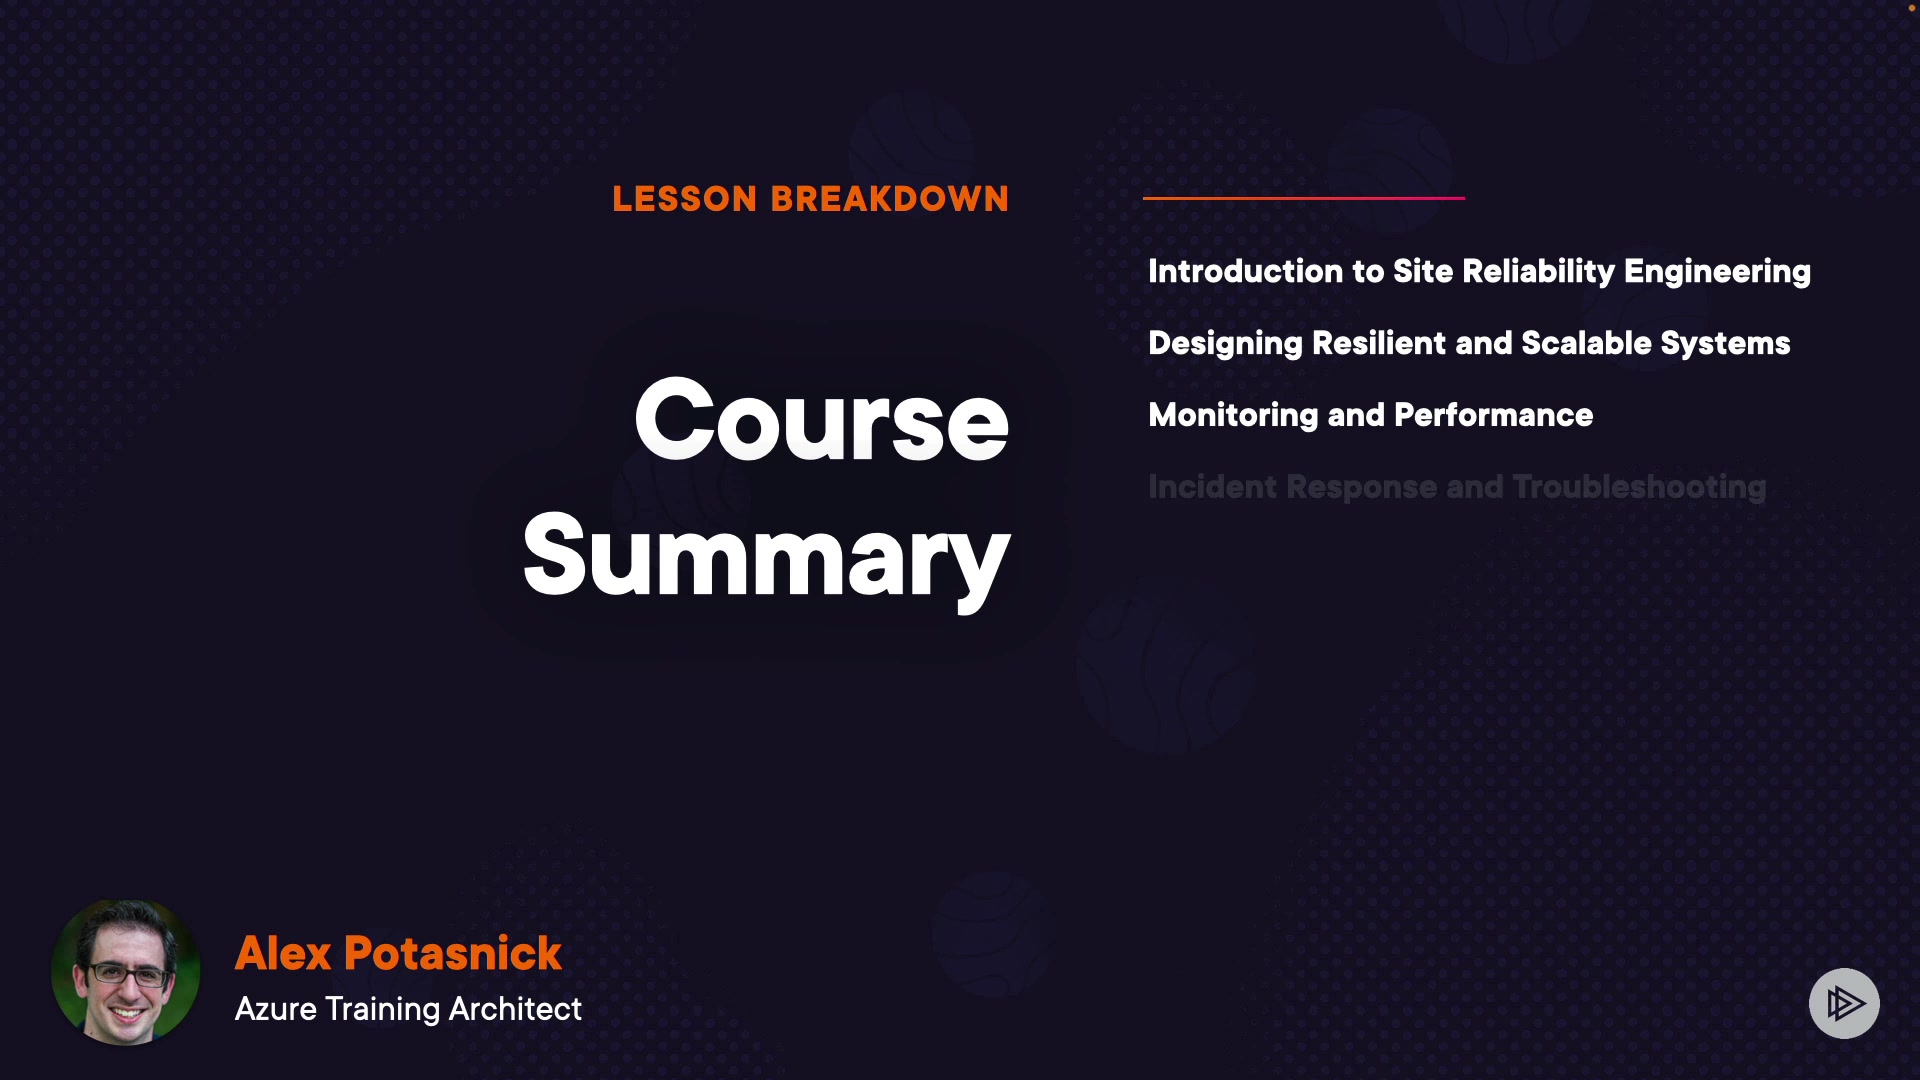 LESSON BREAKDOWN
Course
Summary
Introduction to Site Reliability Engineering
Designing Resilient and Scalable Systems
Monitoring and Performance
Incident Response and Troubleshooting
Alex Potasnick
Azure Training Architect